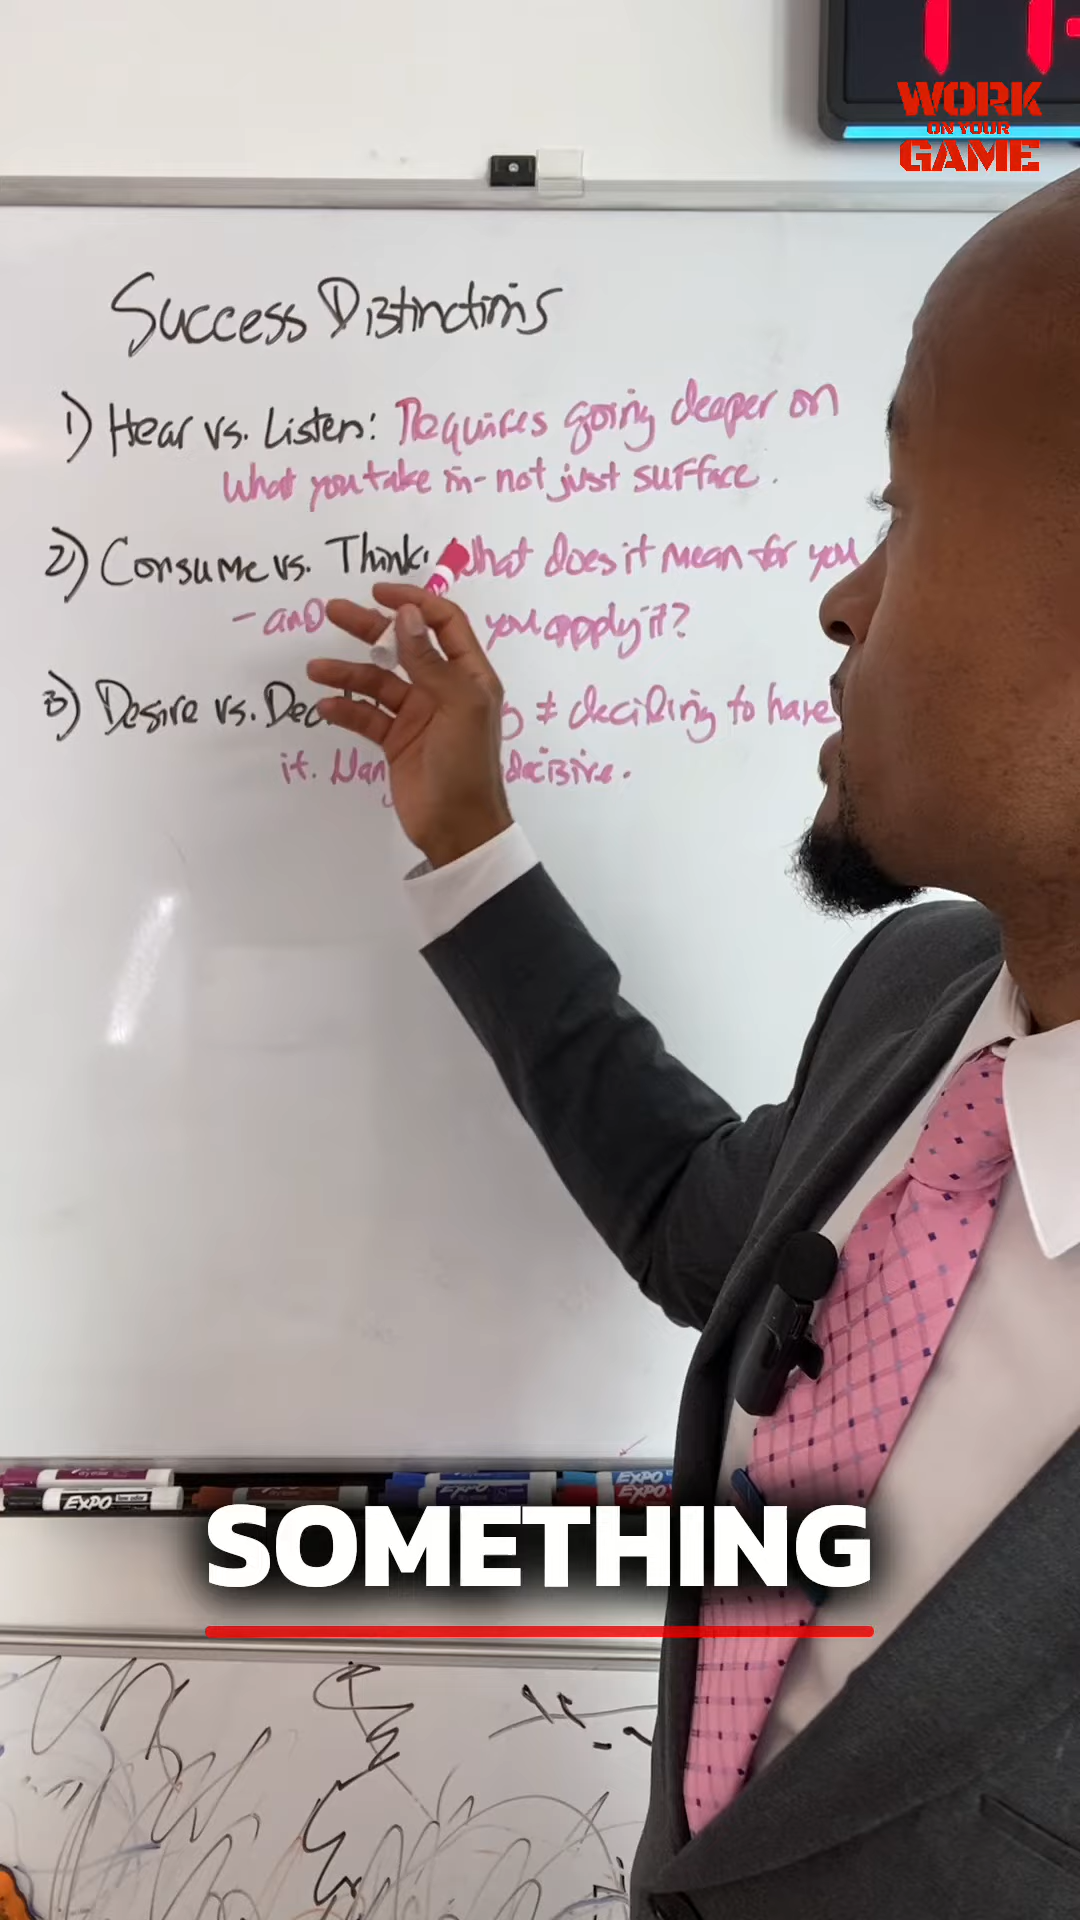 WORK
ON YOUR
GAME
Success Distinctions
1) Hear vs. Listen: Requires going deeper on
what you take in - not just surface.
2) Consume vs. Think: What does it mean for you
- and you apply it?
3) Desire vs. ≠ deciding to have
it. decisive.
EXPO
EXPO
EXPO
SOMETHING